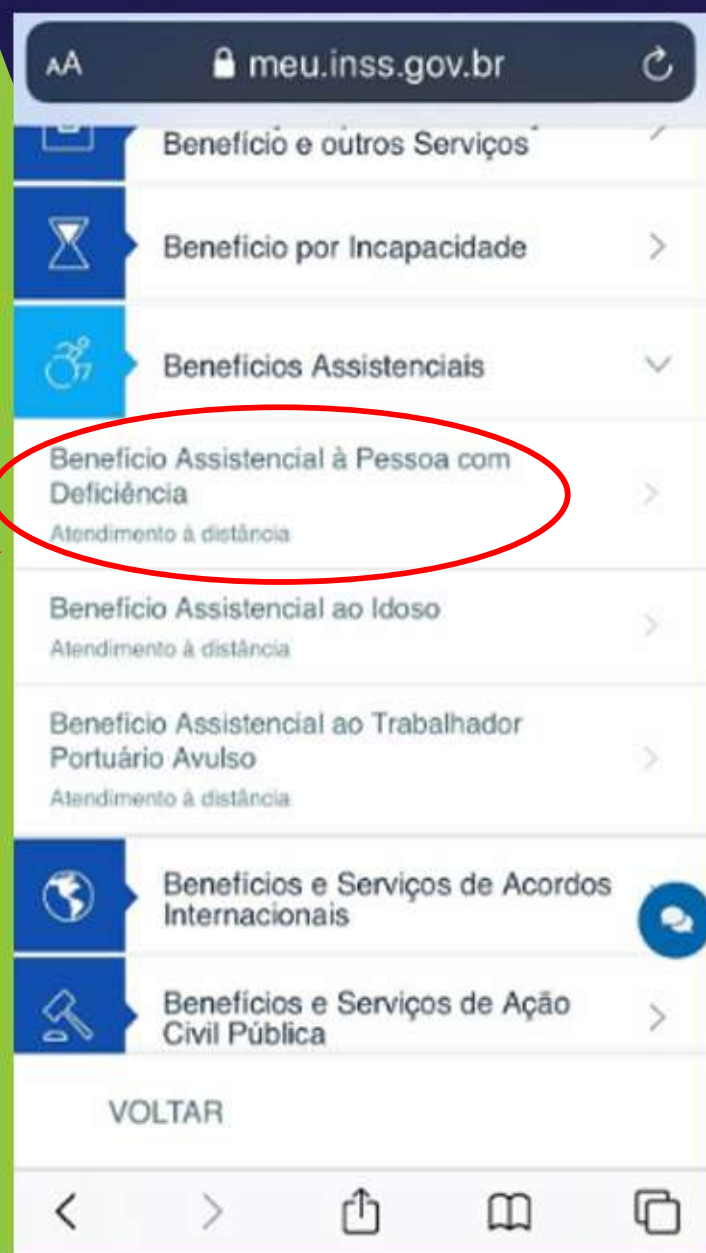 AA meu.inss.gov.br
Benefício e outros Serviços
Benefício por Incapacidade
Benefícios Assistenciais
Benefício Assistencial à Pessoa com
Deficiência
Atendimento à distância
Benefício Assistencial ao Idoso
Atendimento à distância
Benefício Assistencial ao Trabalhador
Portuário Avulso
Atendimento à distância
Benefícios e Serviços de Acordos
Internacionais
Benefícios e Serviços de Ação
Civil Pública
VOLTAR